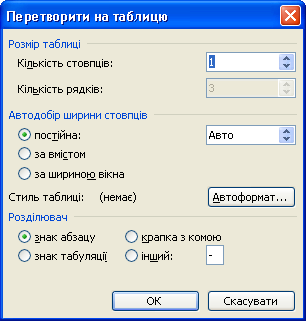 Перетворити на таблицю
Розмір таблиці
Кількість стовпців: 1
Кількість рядків: 3
Автодобір ширини стовпців
постійна: Авто
за вмістом
за шириною вікна
Стиль таблиці: (немає) Автоформат...
Розділювач
знак абзацу крапка з комою
знак табуляції інший: -
ОК Скасувати